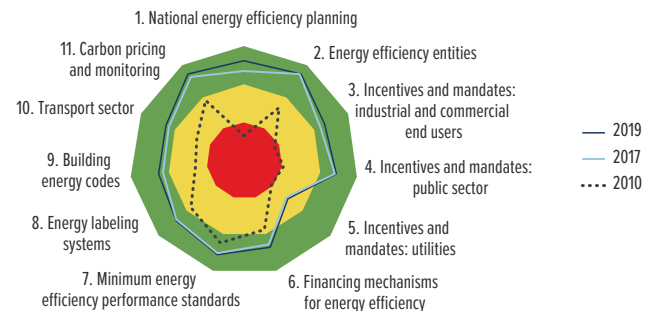 1. National energy efficiency planning
2. Energy efficiency entities
3. Incentives and mandates:
industrial and commercial
end users
4. Incentives and mandates:
public sector
5. Incentives and
mandates: utilities
6. Financing mechanisms
for energy efficiency
7. Minimum energy
efficiency performance standards
8. Energy labeling
systems
9. Building
energy codes
10. Transport sector
11. Carbon pricing
and monitoring
2019
2017
2010